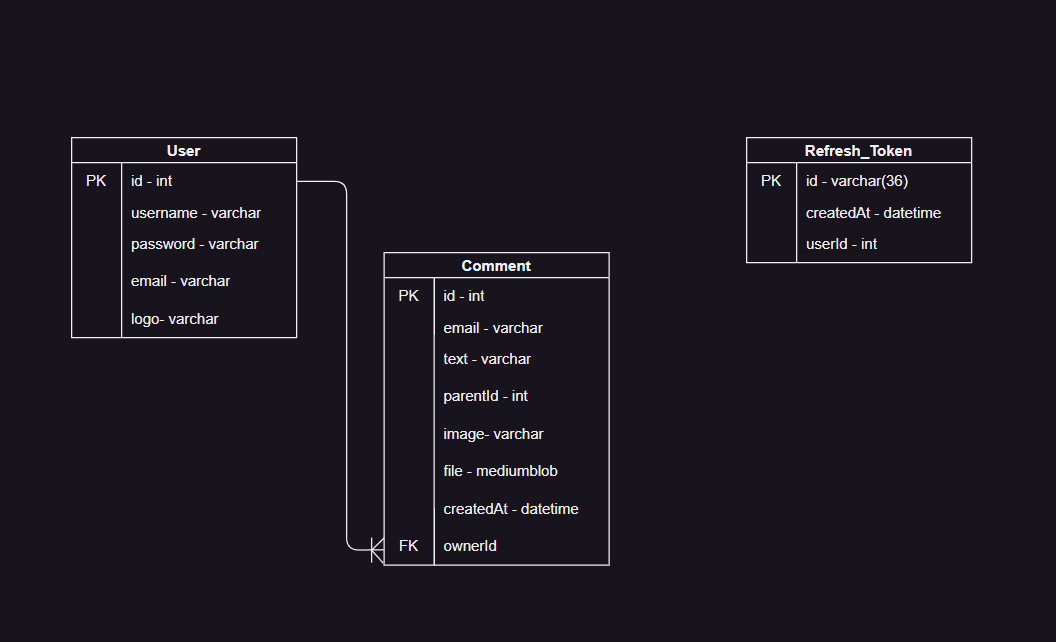 User
PK id - int
username - varchar
password - varchar
email - varchar
logo- varchar
Comment
PK id - int
email - varchar
text - varchar
parentId - int
image- varchar
file - mediumblob
createdAt - datetime
FK ownerId
Refresh_Token
PK id - varchar(36)
createdAt - datetime
userId - int